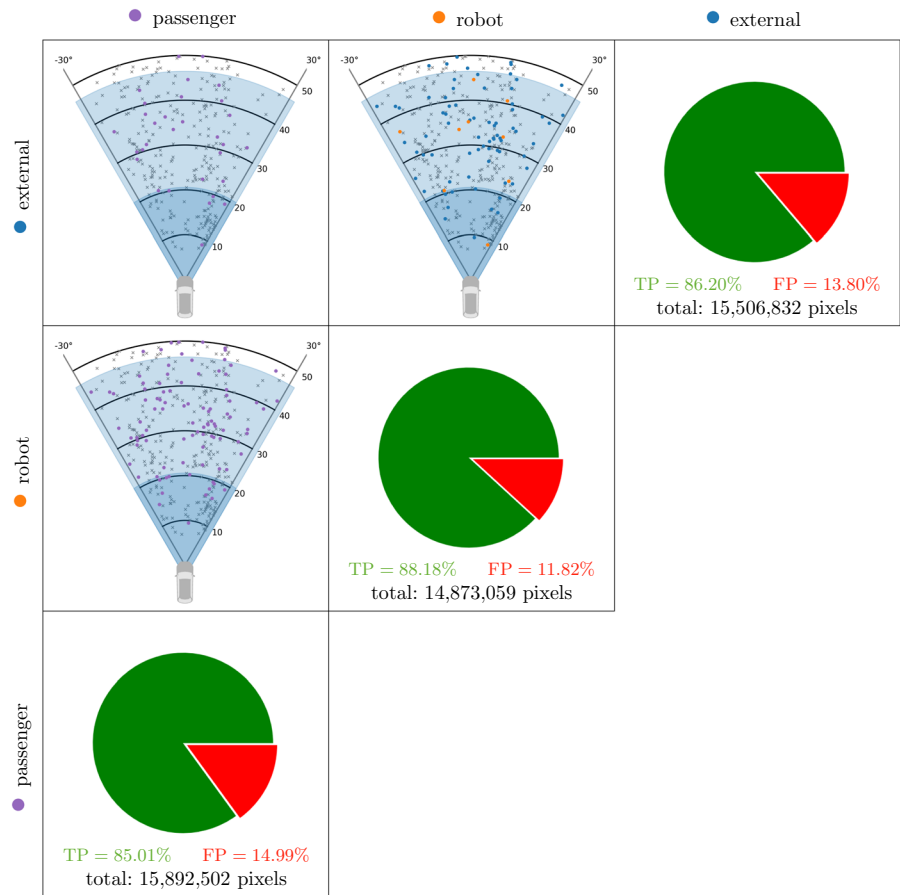 passenger
robot
external
external
-30° 30°
50
40
30
20
10
-30° 30°
50
40
30
20
10
TP = 86.20% FP = 13.80%
total: 15,506,832 pixels
robot
-30° 30°
50
40
30
20
10
TP = 88.18% FP = 11.82%
total: 14,873,059 pixels
passenger
TP = 85.01% FP = 14.99%
total: 15,892,502 pixels